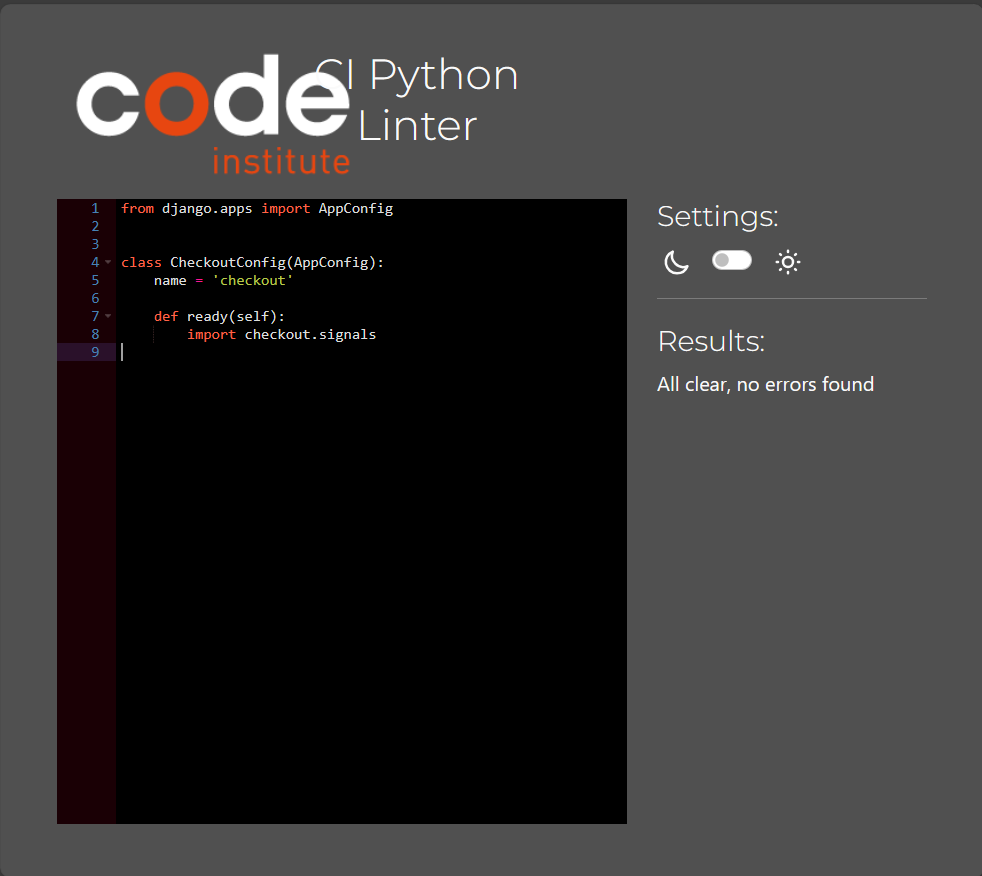 code
institute
CI Python
Linter
1 from django.apps import AppConfig
2
3
4 class CheckoutConfig(AppConfig):
5     name = 'checkout'
6
7     def ready(self):
8         import checkout.signals
9
Settings:
Results:
All clear, no errors found